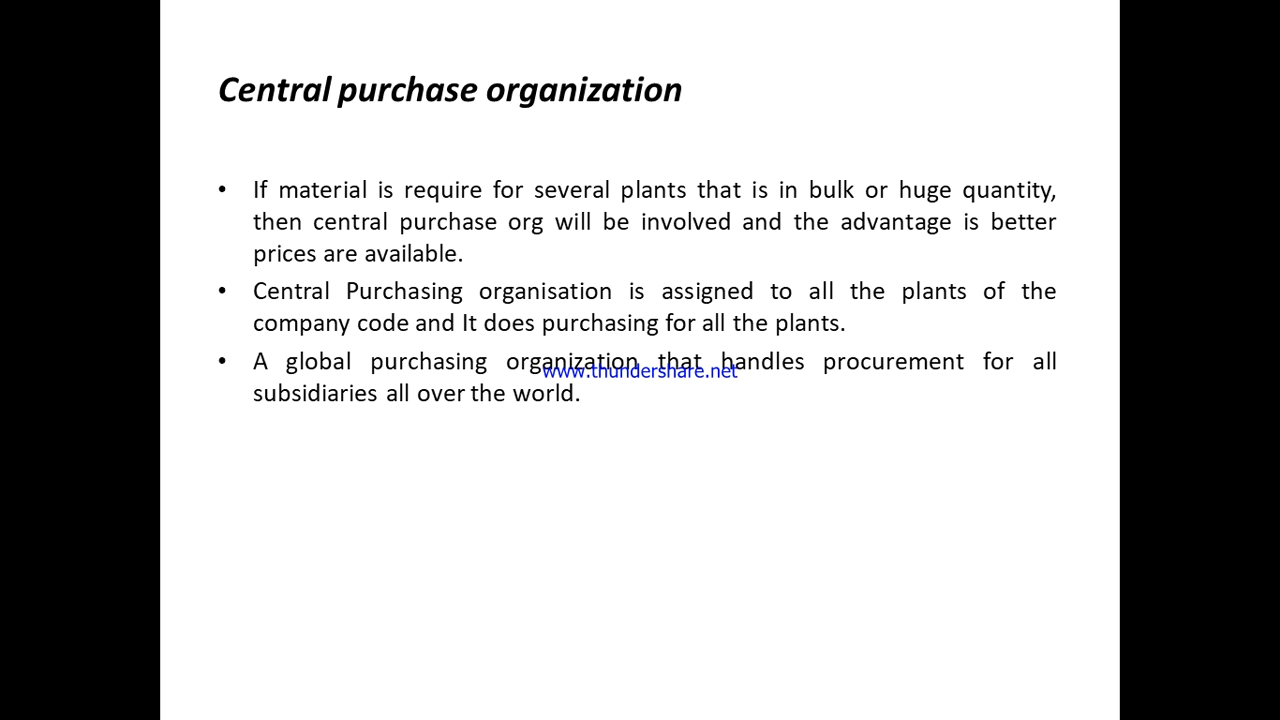 Central purchase organization
• If material is require for several plants that is in bulk or huge quantity,
then central purchase org will be involved and the advantage is better
prices are available.
• Central Purchasing organisation is assigned to all the plants of the
company code and It does purchasing for all the plants.
• A global purchasing organization that handles procurement for all
www.thundershare.net
subsidiaries all over the world.